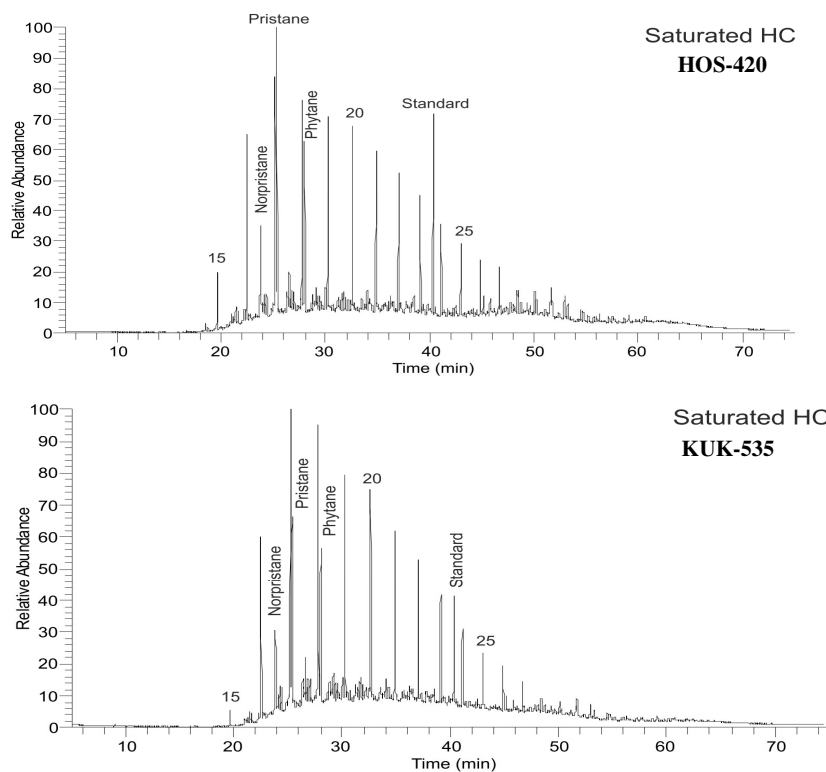 Pristane
Saturated HC
HOS-420
100
90
80
70
60
50
40
30
20
10
0
Relative Abundance
15
Norpristane
Phytane
20
Standard
25
10
20
30
40
50
60
70
Time (min)
Saturated HC
KUK-535
100
90
80
70
60
50
40
30
20
10
0
Relative Abundance
15
Norpristane
Pristane
Phytane
20
Standard
25
10
20
30
40
50
60
70
Time (min)